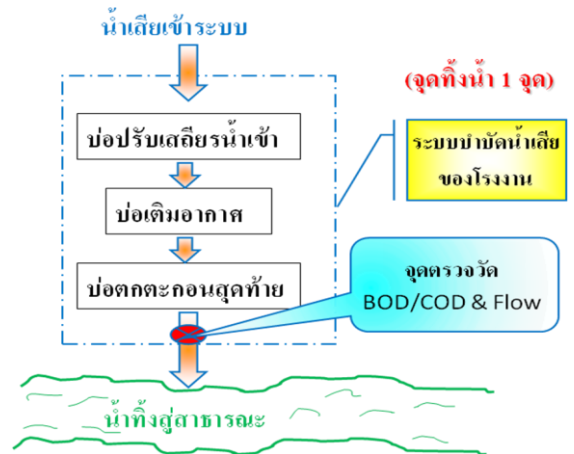 น้ำเสียเข้าระบบ
(จุดทิ้งน้ำ 1 จุด)
บ่อปรับเสถียรน้ำเข้า
ระบบบำบัดน้ำเสีย
ของโรงงาน
บ่อเติมอากาศ
บ่อตกตะกอนสุดท้าย
จุดตรวจวัด
BOD/COD & Flow
น้ำทิ้งสู่สาธารณะ